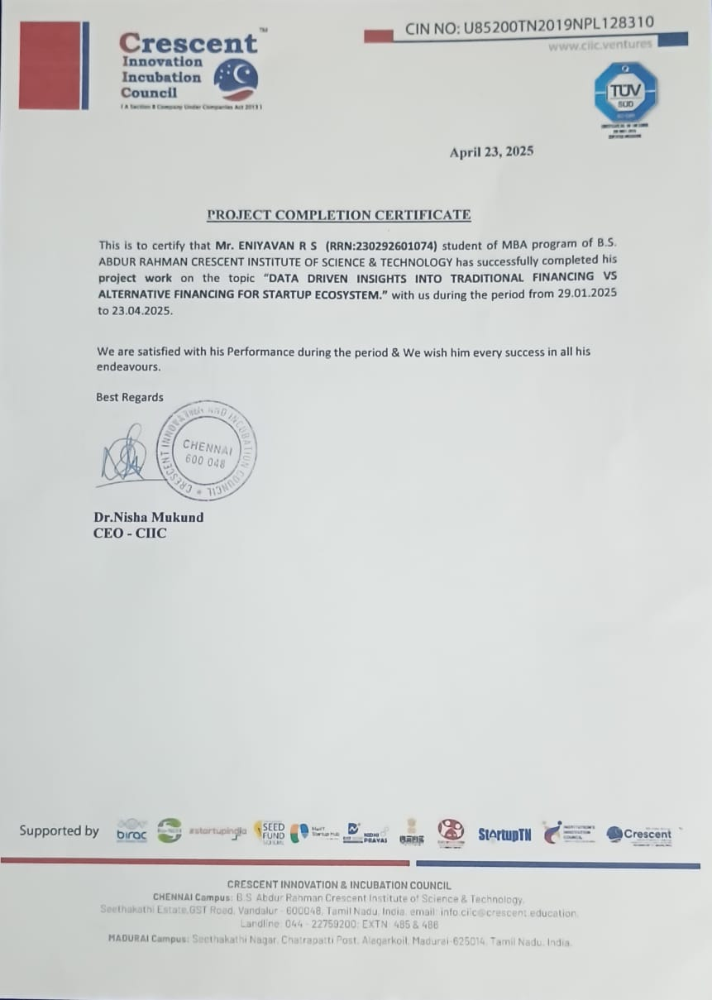 CIN NO: U85200TN2019NPL128310
www.ciic.ventures
Crescent
TM
Innovation
Incubation
Council
( A Section 8 Company Under Companies Act 2013 )
TÜV
SÜD
April 23, 2025
PROJECT COMPLETION CERTIFICATE
This is to certify that Mr. ENIYAVAN R S (RRN:230292601074) student of MBA program of B.S.
ABDUR RAHMAN CRESCENT INSTITUTE OF SCIENCE & TECHNOLOGY has successfully completed his
project work on the topic “DATA DRIVEN INSIGHTS INTO TRADITIONAL FINANCING VS
ALTERNATIVE FINANCING FOR STARTUP ECOSYSTEM.” with us during the period from 29.01.2025
to 23.04.2025.
We are satisfied with his Performance during the period & We wish him every success in all his
endeavours.
Best Regards
CRESCENT INNOVATION AND INCUBATION COUNCIL *
CHENNAI
600 048
Dr.Nisha Mukund
CEO - CIIC
Supported by
birac
#startupindia
SEED
FUND
Startup Hub
NIDHI
PRAYAS
StartupTN
INSTITUTION'S
INNOVATION
COUNCIL
Crescent
CRESCENT INNOVATION & INCUBATION COUNCIL
CHENNAI Campus: B.S. Abdur Rahman Crescent Institute of Science & Technology,
Seethakathi Estate,GST Road, Vandalur - 600048, Tamil Nadu, India. email: info.ciic@crescent.education,
Landline: 044 - 22759200; EXTN: 485 & 486
MADURAI Campus: Seethakathi Nagar, Chatrapatti Post, Alagarkoil, Madurai-625014, Tamil Nadu, India.